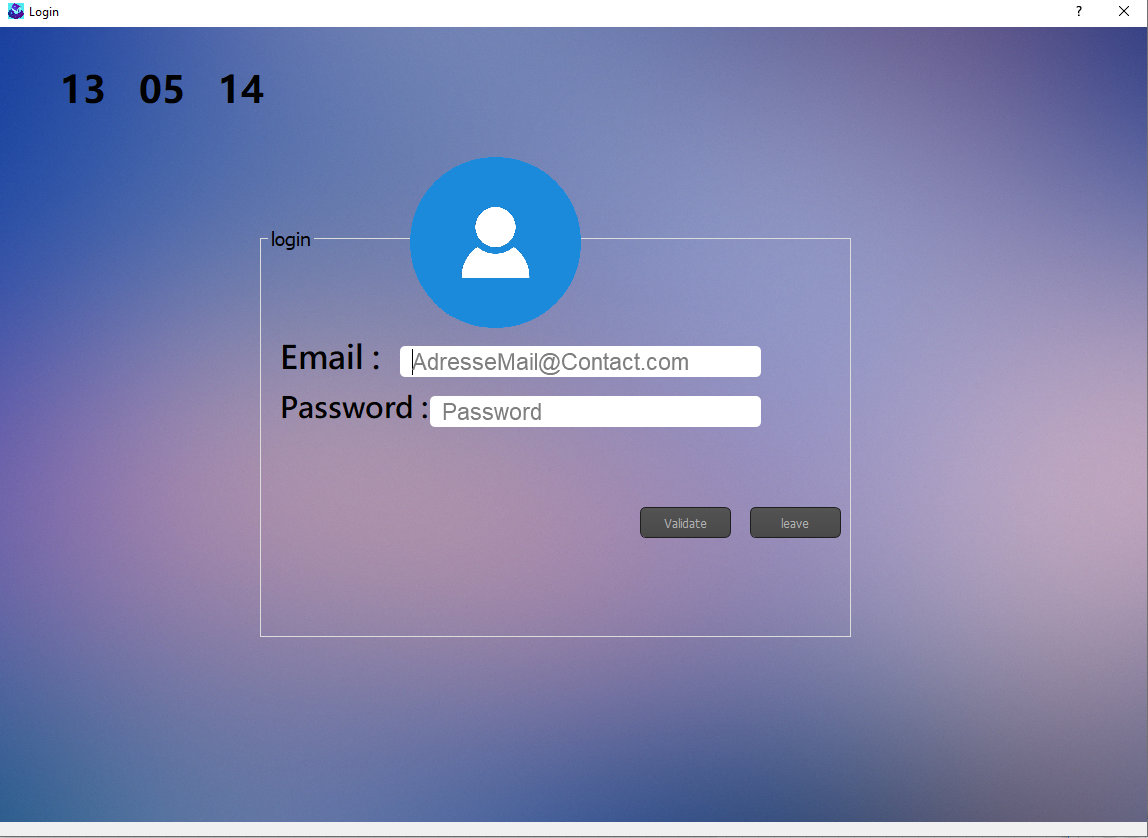 Login ?
13 05 14
login
Email : AdresseMail@Contact.com
Password : Password
Validate leave